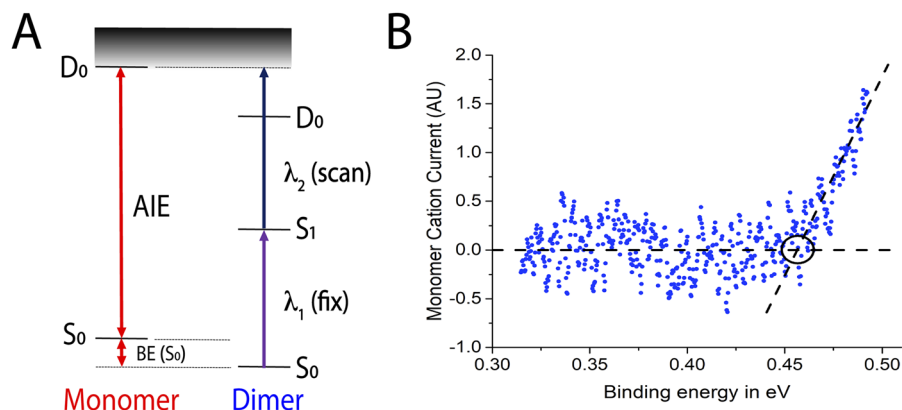 A
D₀
D₀
AIE
λ₂ (scan)
S₁
λ₁ (fix)
S₀
BE (S₀)
S₀
Monomer
Dimer
B
Monomer Cation Current (AU)
2.0
1.5
1.0
0.5
0.0
-0.5
-1.0
0.30
0.35
0.40
0.45
0.50
Binding energy in eV